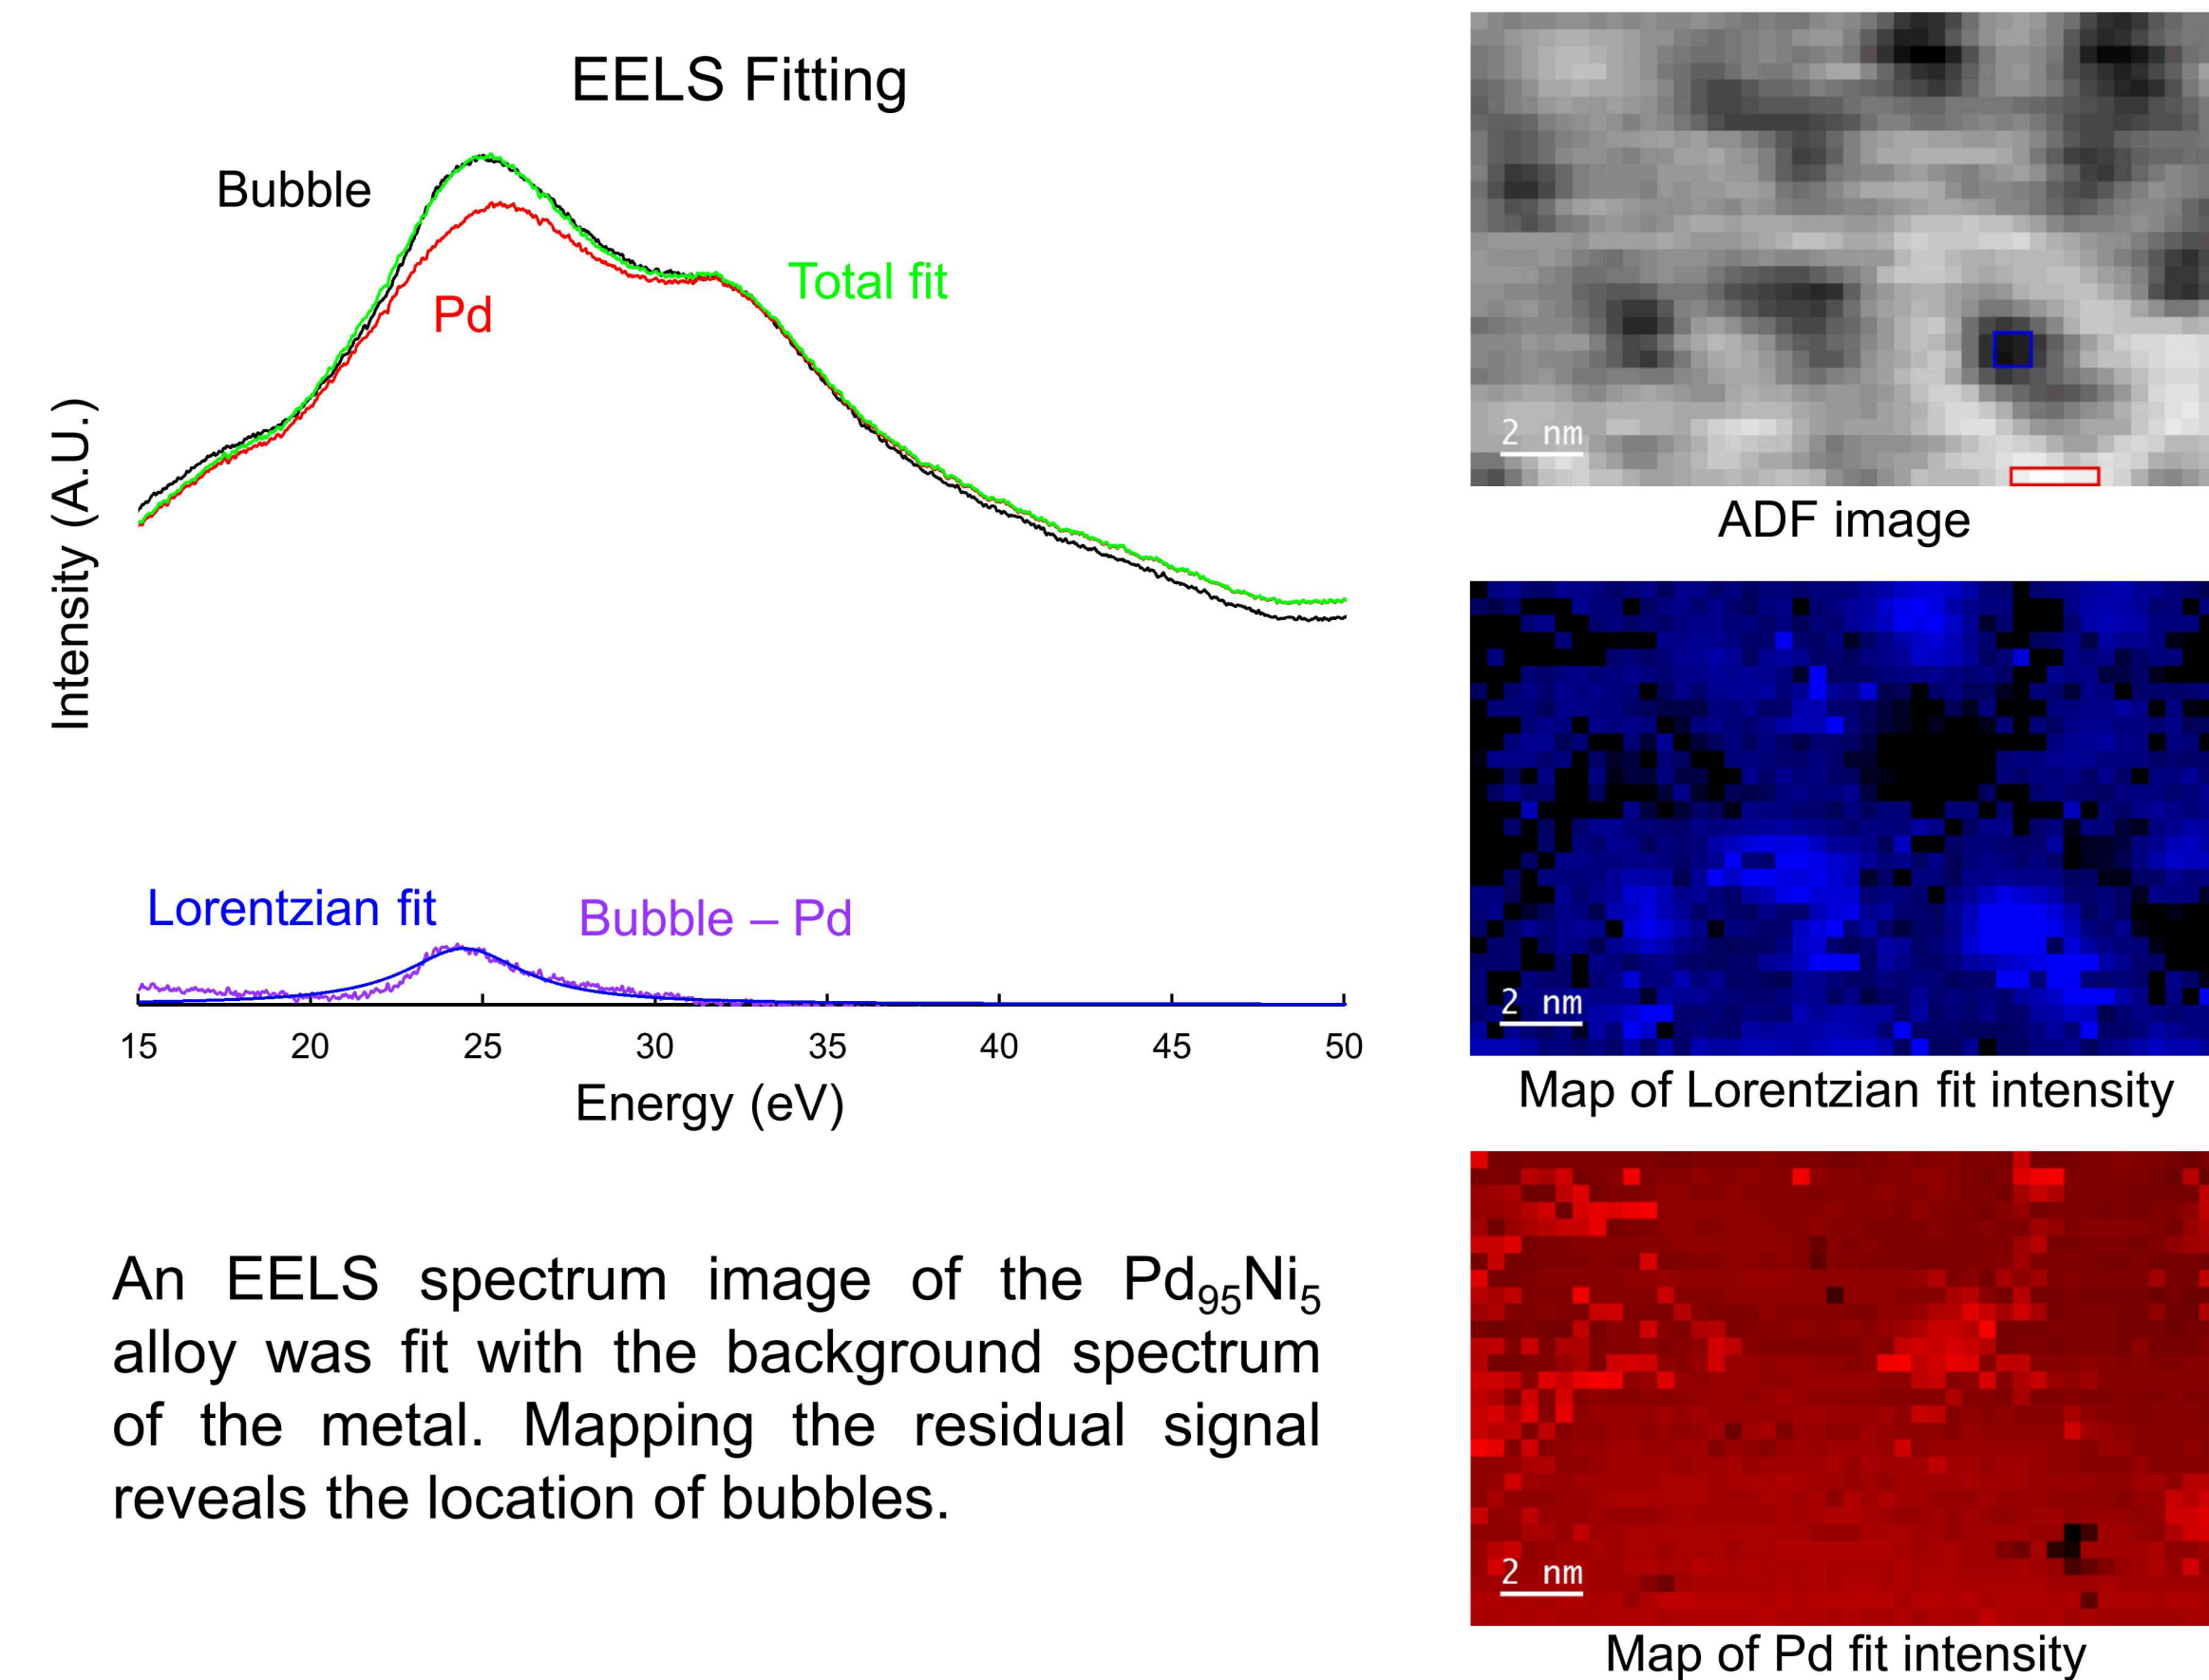 EELS Fitting
Bubble
Pd
Total fit
Intensity (A.U.)
Lorentzian fit
Bubble – Pd
15 20 25 30 35 40 45 50
Energy (eV)
An EELS spectrum image of the Pd₉₅Ni₅
alloy was fit with the background spectrum
of the metal. Mapping the residual signal
reveals the location of bubbles.
2 nm
ADF image
2 nm
Map of Lorentzian fit intensity
2 nm
Map of Pd fit intensity